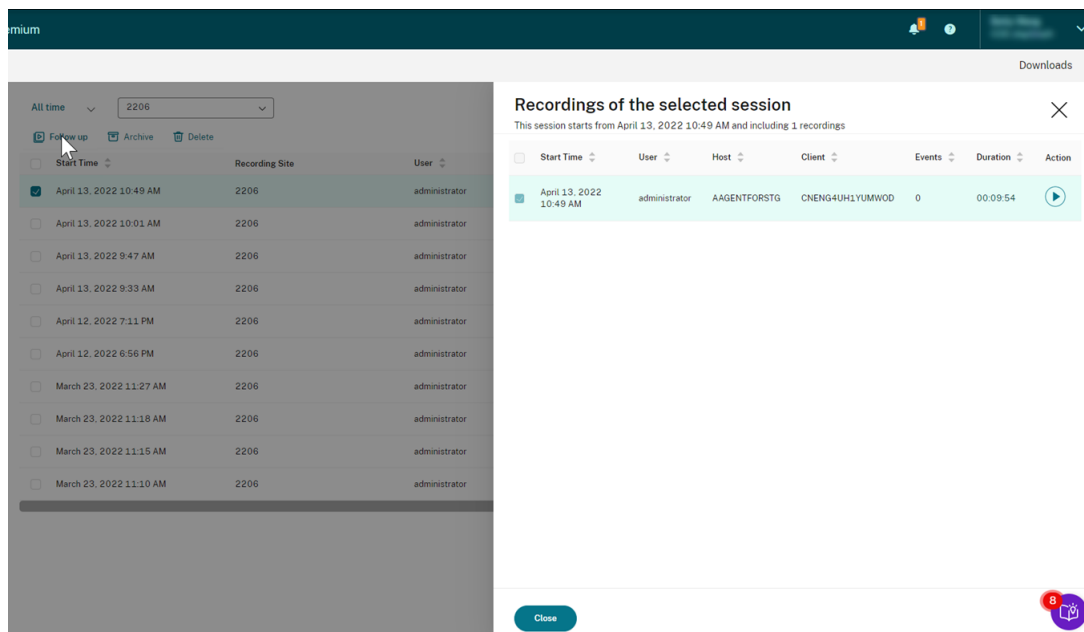 emium
1
?
Downloads
All time
2206
Follow up Archive Delete
Start Time Recording Site User
April 13, 2022 10:49 AM 2206 administrator
April 13, 2022 10:01 AM 2206 administrator
April 13, 2022 9:47 AM 2206 administrator
April 13, 2022 9:33 AM 2206 administrator
April 12, 2022 7:11 PM 2206 administrator
April 12, 2022 6:56 PM 2206 administrator
March 23, 2022 11:27 AM 2206 administrator
March 23, 2022 11:18 AM 2206 administrator
March 23, 2022 11:15 AM 2206 administrator
March 23, 2022 11:10 AM 2206 administrator
Recordings of the selected session
This session starts from April 13, 2022 10:49 AM and including 1 recordings
Start Time User Host Client Events Duration Action
April 13, 2022
10:49 AM administrator AAGENTFORSTG CNENG4UH1YUMWOD 0 00:09:54
Close
8